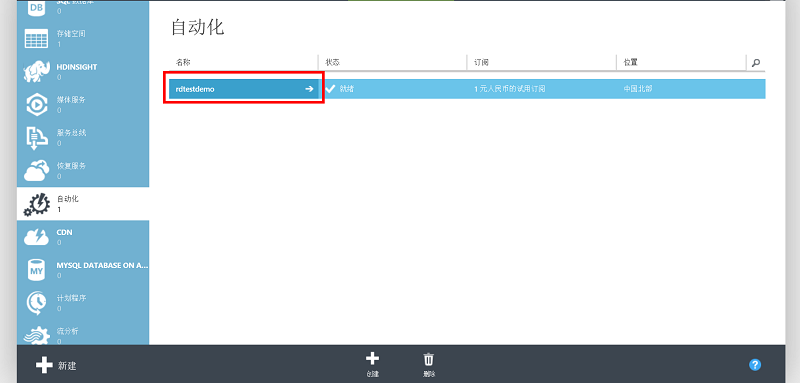 SQL 数据库
存储空间
1
HDINSIGHT
0
媒体服务
0
服务总线
0
恢复服务
0
自动化
1
CDN
0
MYSQL DATABASE ON A...
0
计划程序
0
流分析
自动化
名称 状态 订阅 位置
rdtestdemo 就绪 1 元人民币的试用订阅 中国北部
新建 创建 删除 ?
DB
MY